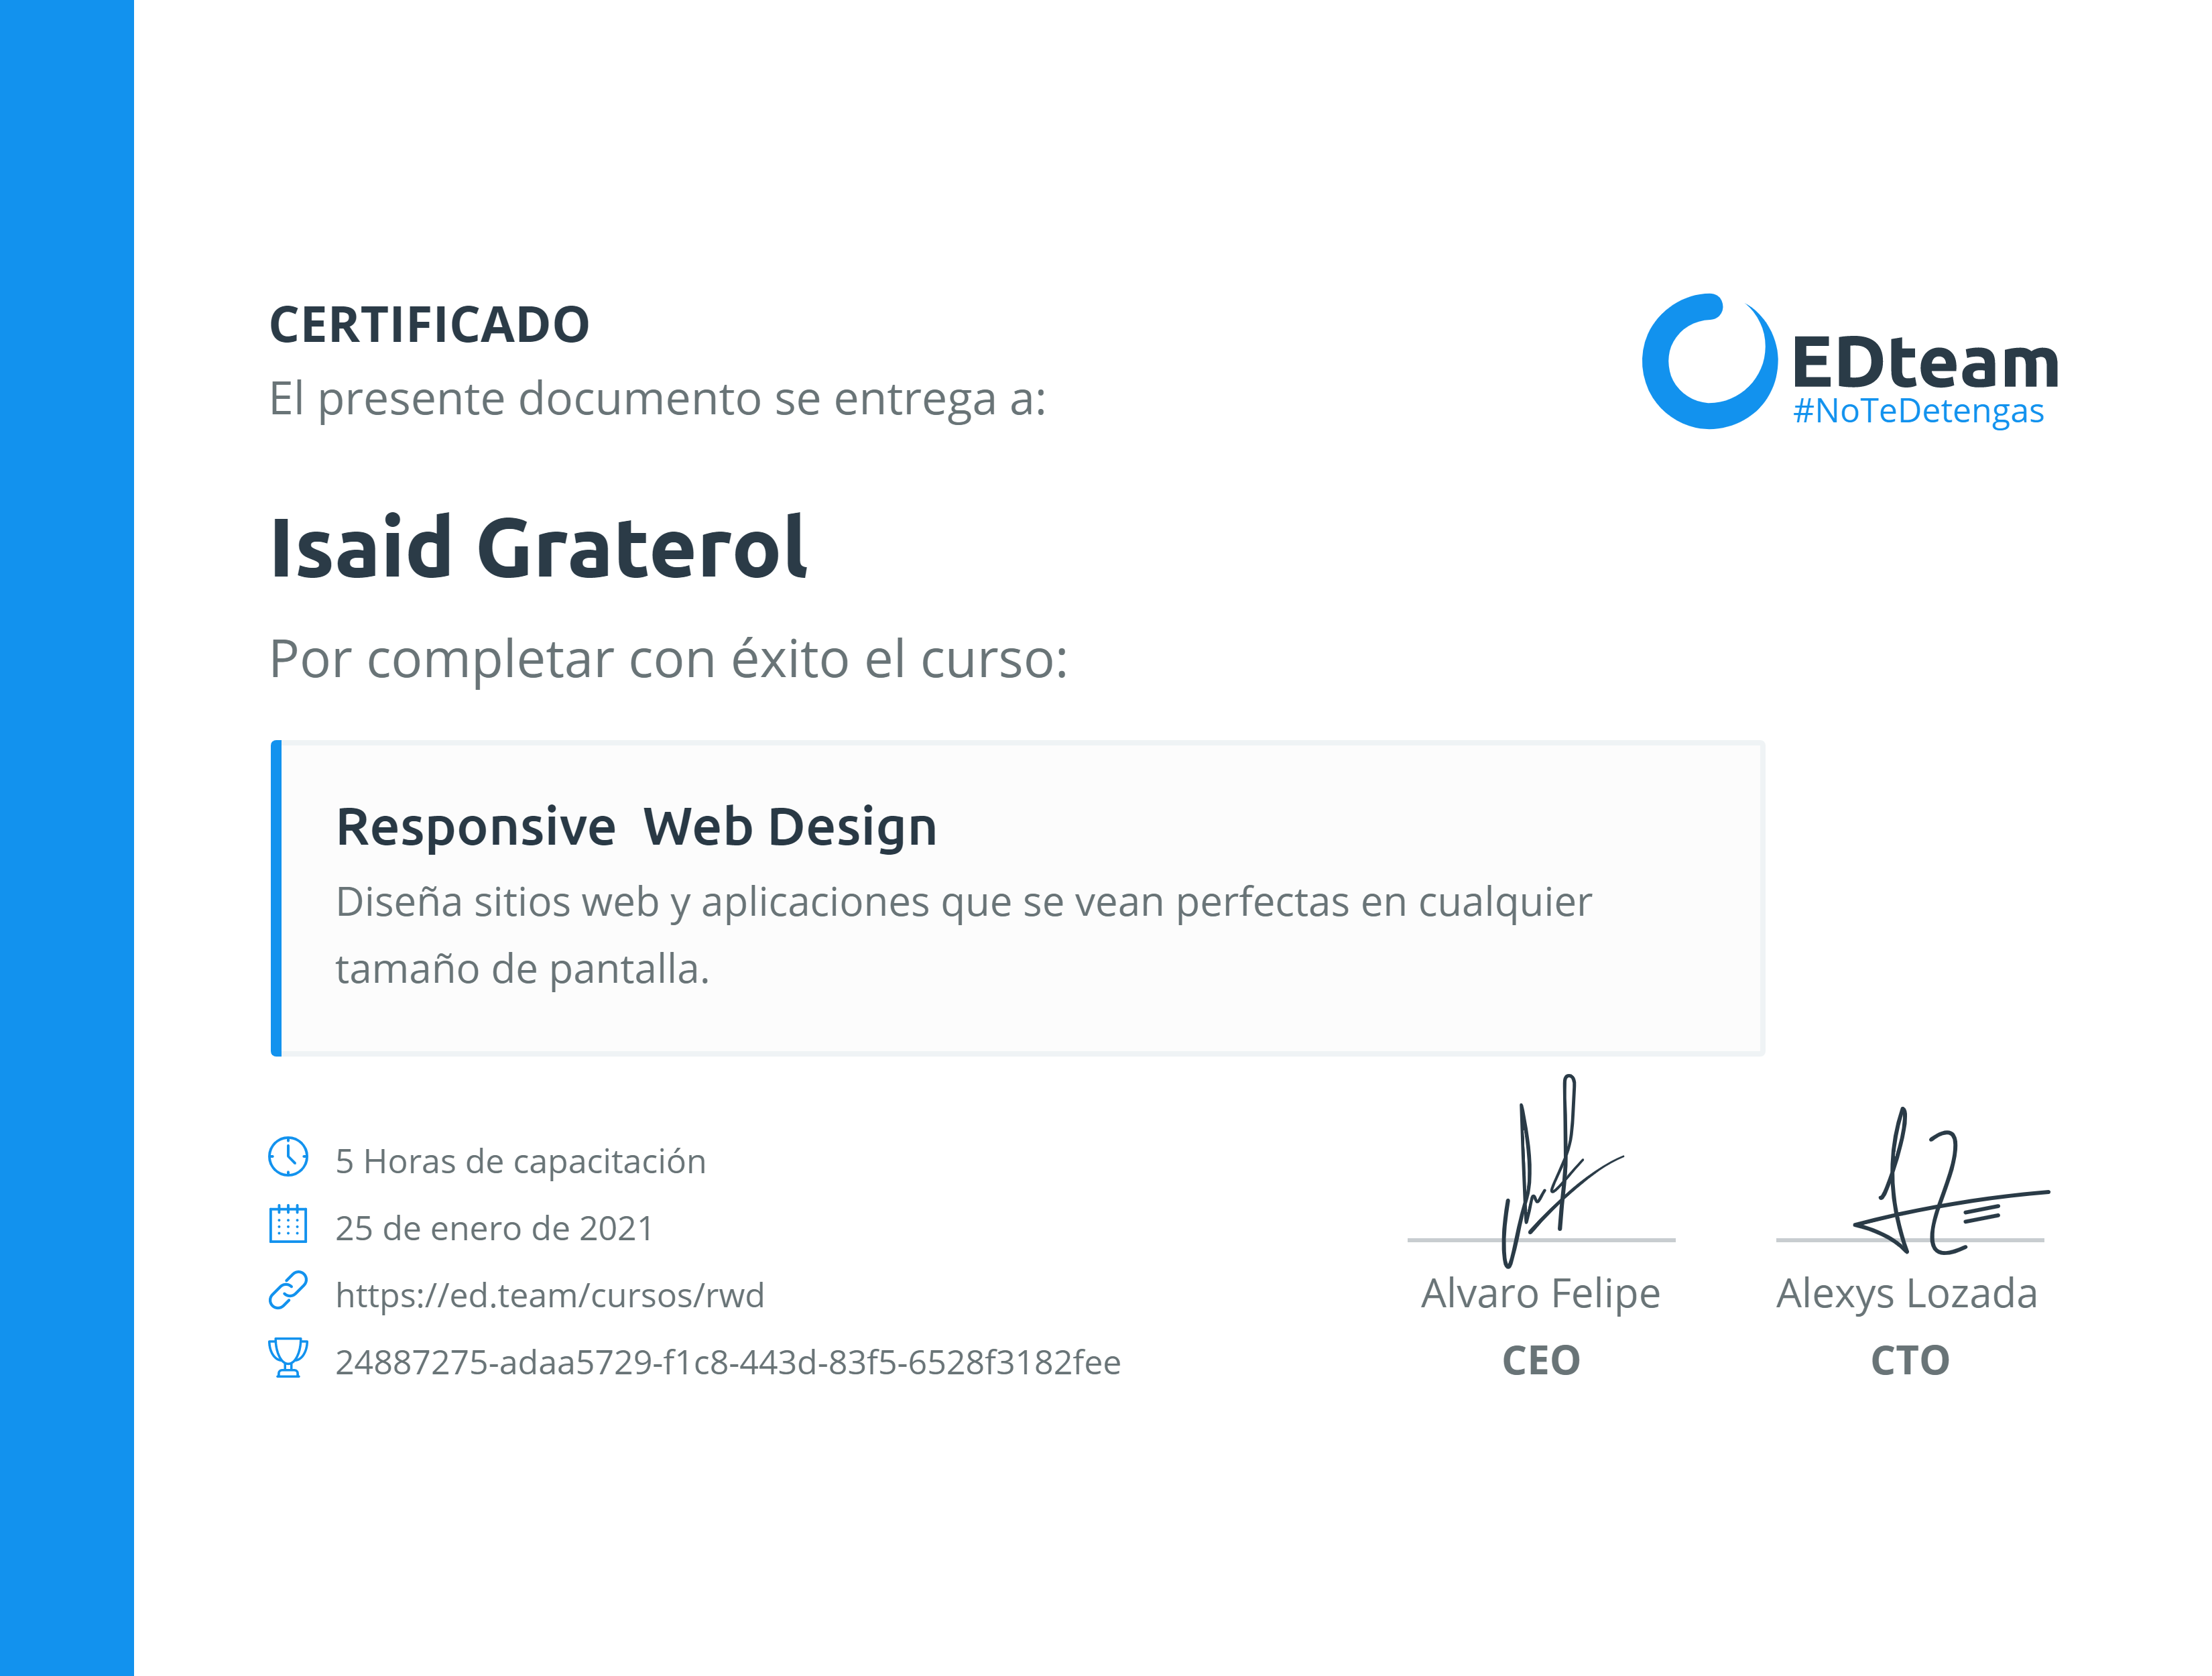 CERTIFICADO
El presente documento se entrega a:
EDteam
#NoTeDetengas
Isaid Graterol
Por completar con éxito el curso:
Responsive  Web Design
Diseña sitios web y aplicaciones que se vean perfectas en cualquier
tamaño de pantalla.
5 Horas de capacitación
25 de enero de 2021
https://ed.team/cursos/rwd
24887275-adaa5729-f1c8-443d-83f5-6528f3182fee
Alvaro Felipe
CEO
Alexys Lozada
CTO